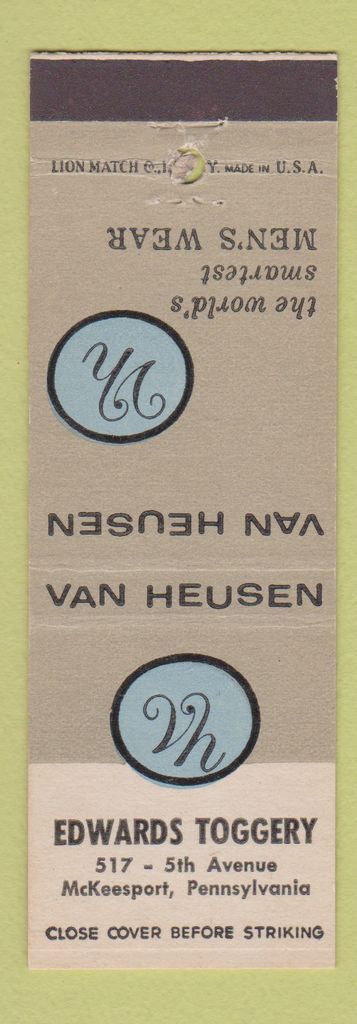 LION MATCH CO., N.Y. MADE IN U.S.A.
the world's
smartest
MEN'S WEAR
Vh
VAN HEUSEN
VAN HEUSEN
Vh
EDWARDS TOGGERY
517 - 5th Avenue
McKeesport, Pennsylvania
CLOSE COVER BEFORE STRIKING